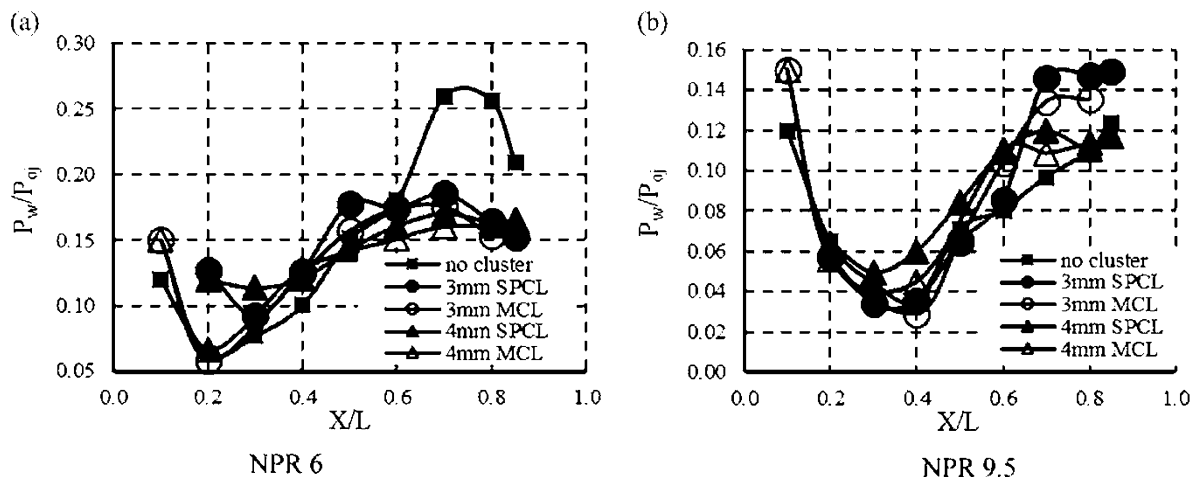 (a)
0.30
0.25
0.20
0.15
0.10
0.05
P_w/P_oj
0.0 0.2 0.4 0.6 0.8 1.0
X/L
no cluster
3mm SPCL
3mm MCL
4mm SPCL
4mm MCL
NPR 6
(b)
0.16
0.14
0.12
0.10
0.08
0.06
0.04
0.02
0.00
P_w/P_oj
0.0 0.2 0.4 0.6 0.8 1.0
X/L
no cluster
3mm SPCL
3mm MCL
4mm SPCL
4mm MCL
NPR 9.5